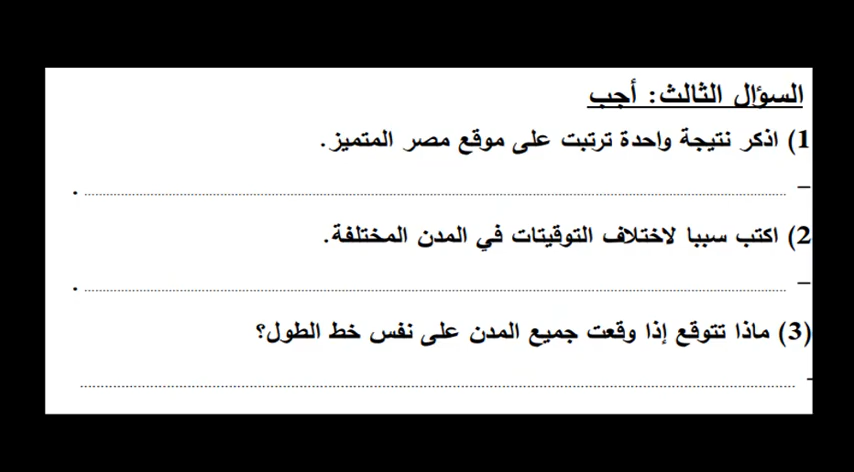 السؤال الثالث: أجب
1) اذكر نتيجة واحدة ترتبت على موقع مصر المتميز.
– ........................................................ .
2) اكتب سببا لاختلاف التوقيتات في المدن المختلفة.
– ........................................................ .
(3) ماذا تتوقع إذا وقعت جميع المدن على نفس خط الطول؟
- ........................................................